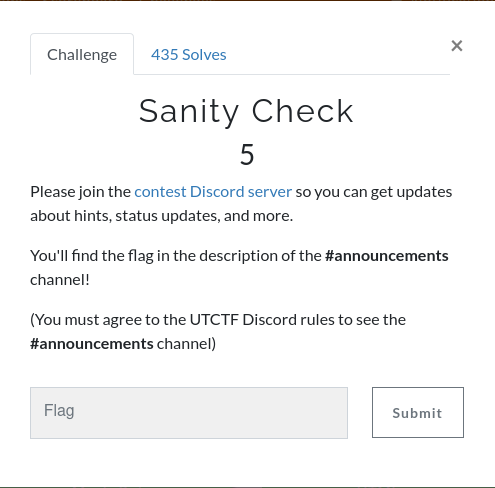 ×
Challenge 435 Solves
Sanity Check
5
Please join the contest Discord server so you can get updates
about hints, status updates, and more.
You'll find the flag in the description of the #announcements
channel!
(You must agree to the UTCTF Discord rules to see the
#announcements channel)
Flag Submit